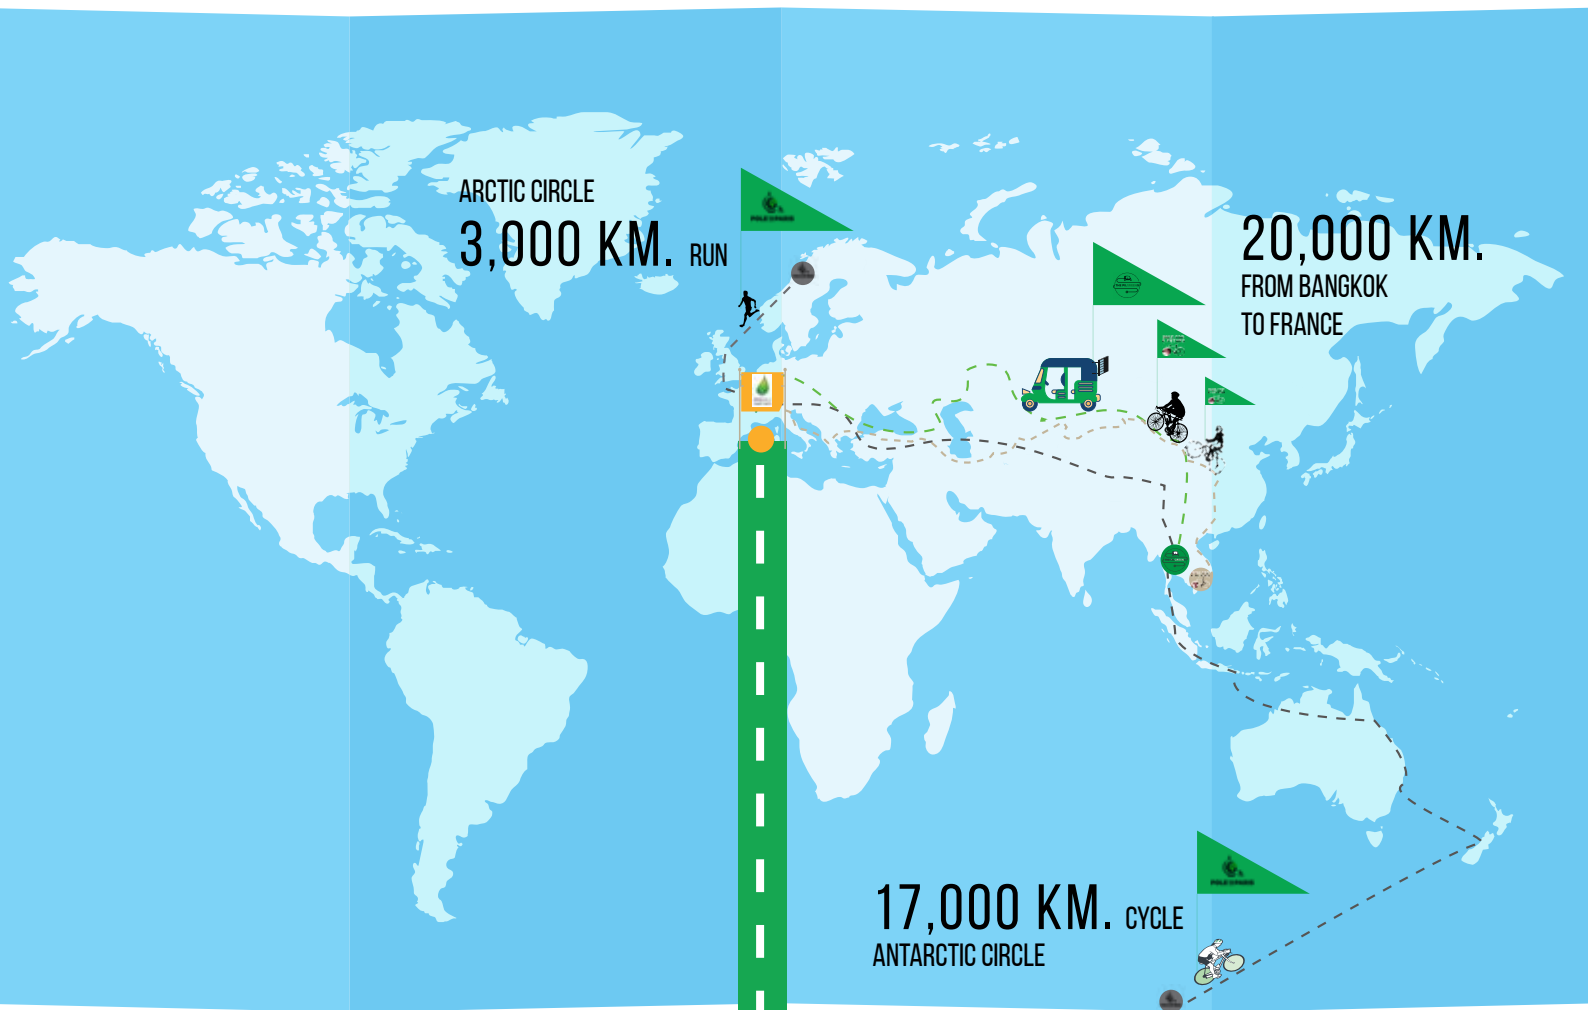 ARCTIC CIRCLE
3,000 KM. RUN
20,000 KM.
FROM BANGKOK
TO FRANCE
17,000 KM. CYCLE
ANTARCTIC CIRCLE